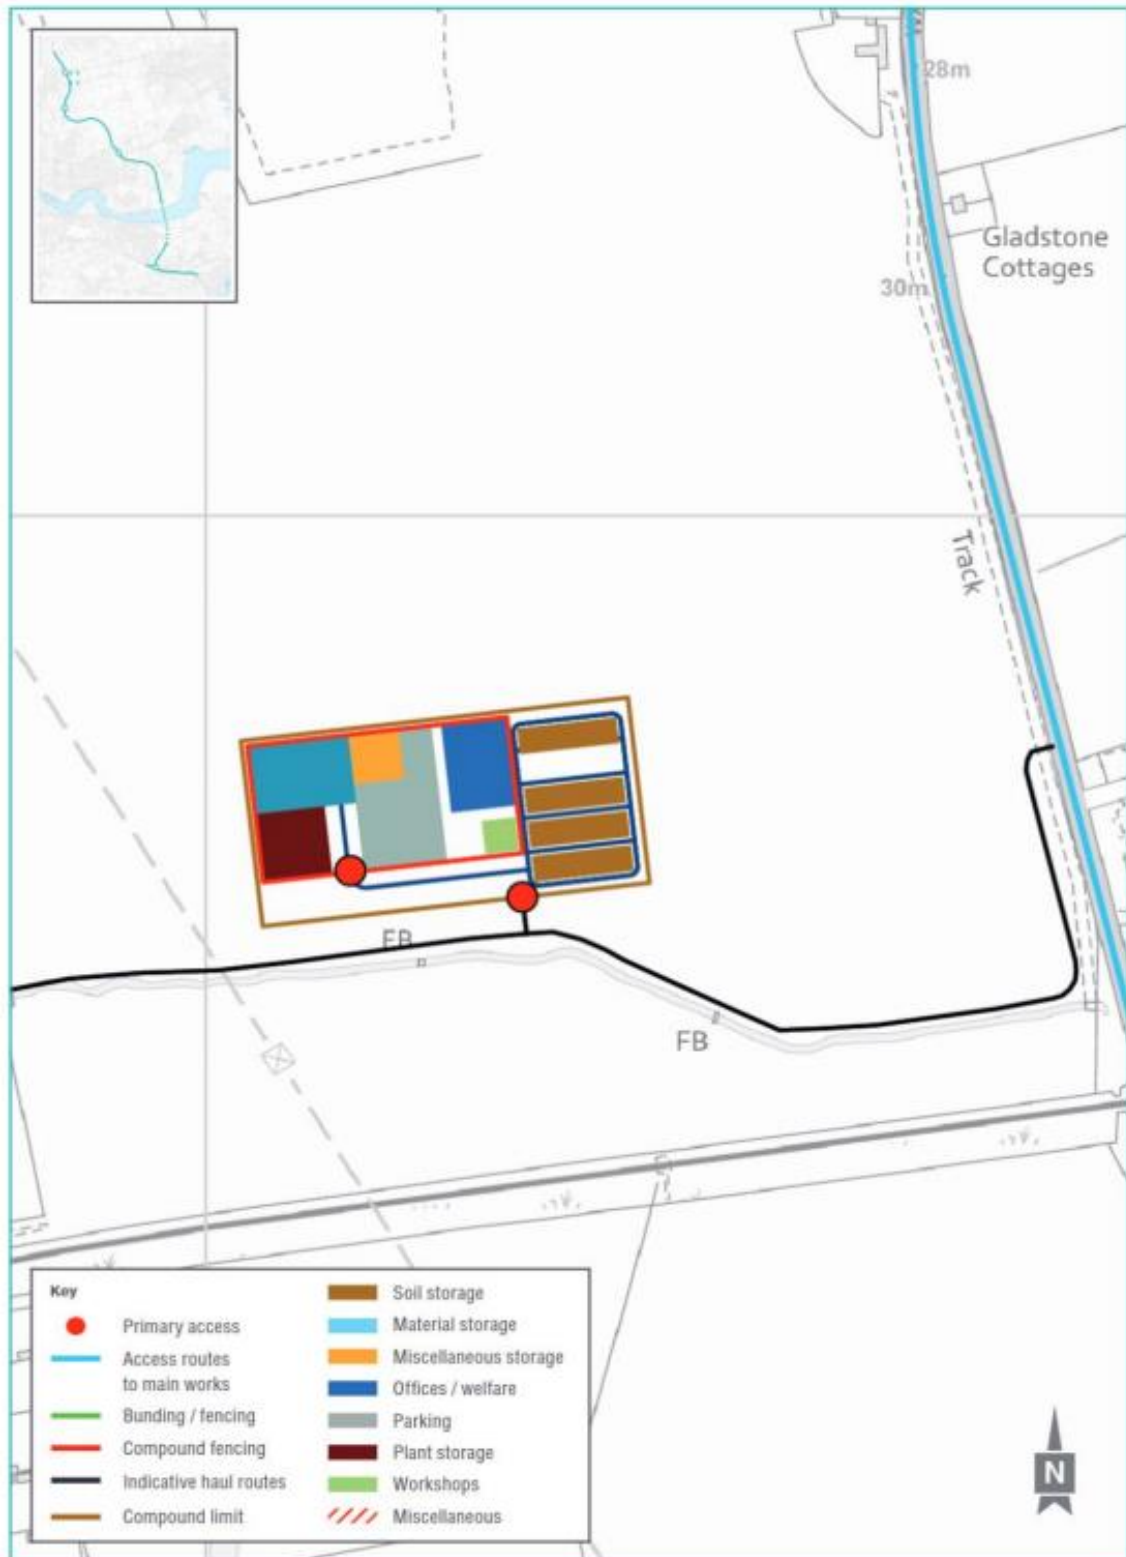 28m
Gladstone
Cottages
30m
Track
FB
FB
Key
Primary access
Access routes
to main works
Bunding / fencing
Compound fencing
Indicative haul routes
Compound limit
Soil storage
Material storage
Miscellaneous storage
Offices / welfare
Parking
Plant storage
Workshops
Miscellaneous
N